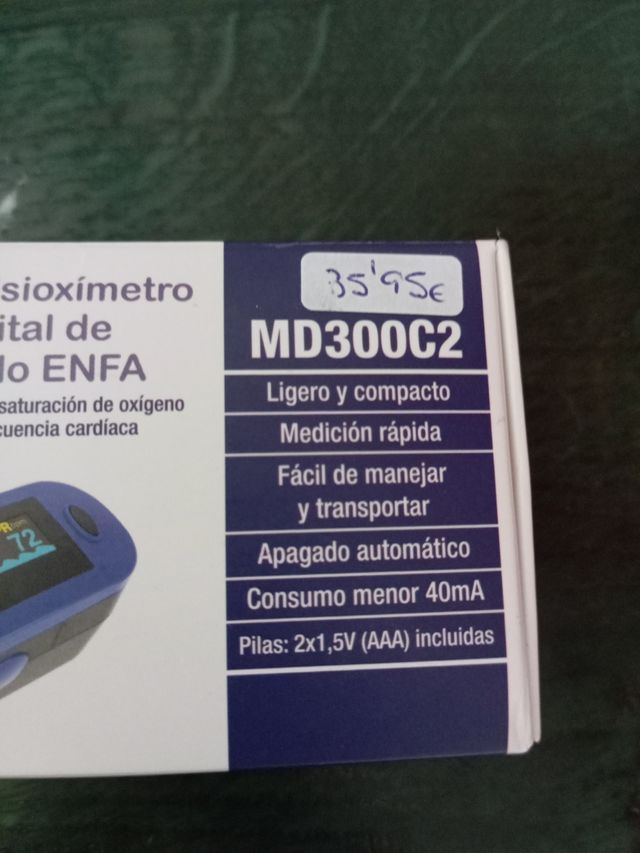 sioxímetro
ital de
lo ENFA
saturación de oxígeno
cuencia cardíaca
35'95€
MD300C2
Ligero y compacto
Medición rápida
Fácil de manejar
y transportar
Apagado automático
Consumo menor 40mA
Pilas: 2x1,5V (AAA) incluidas
72